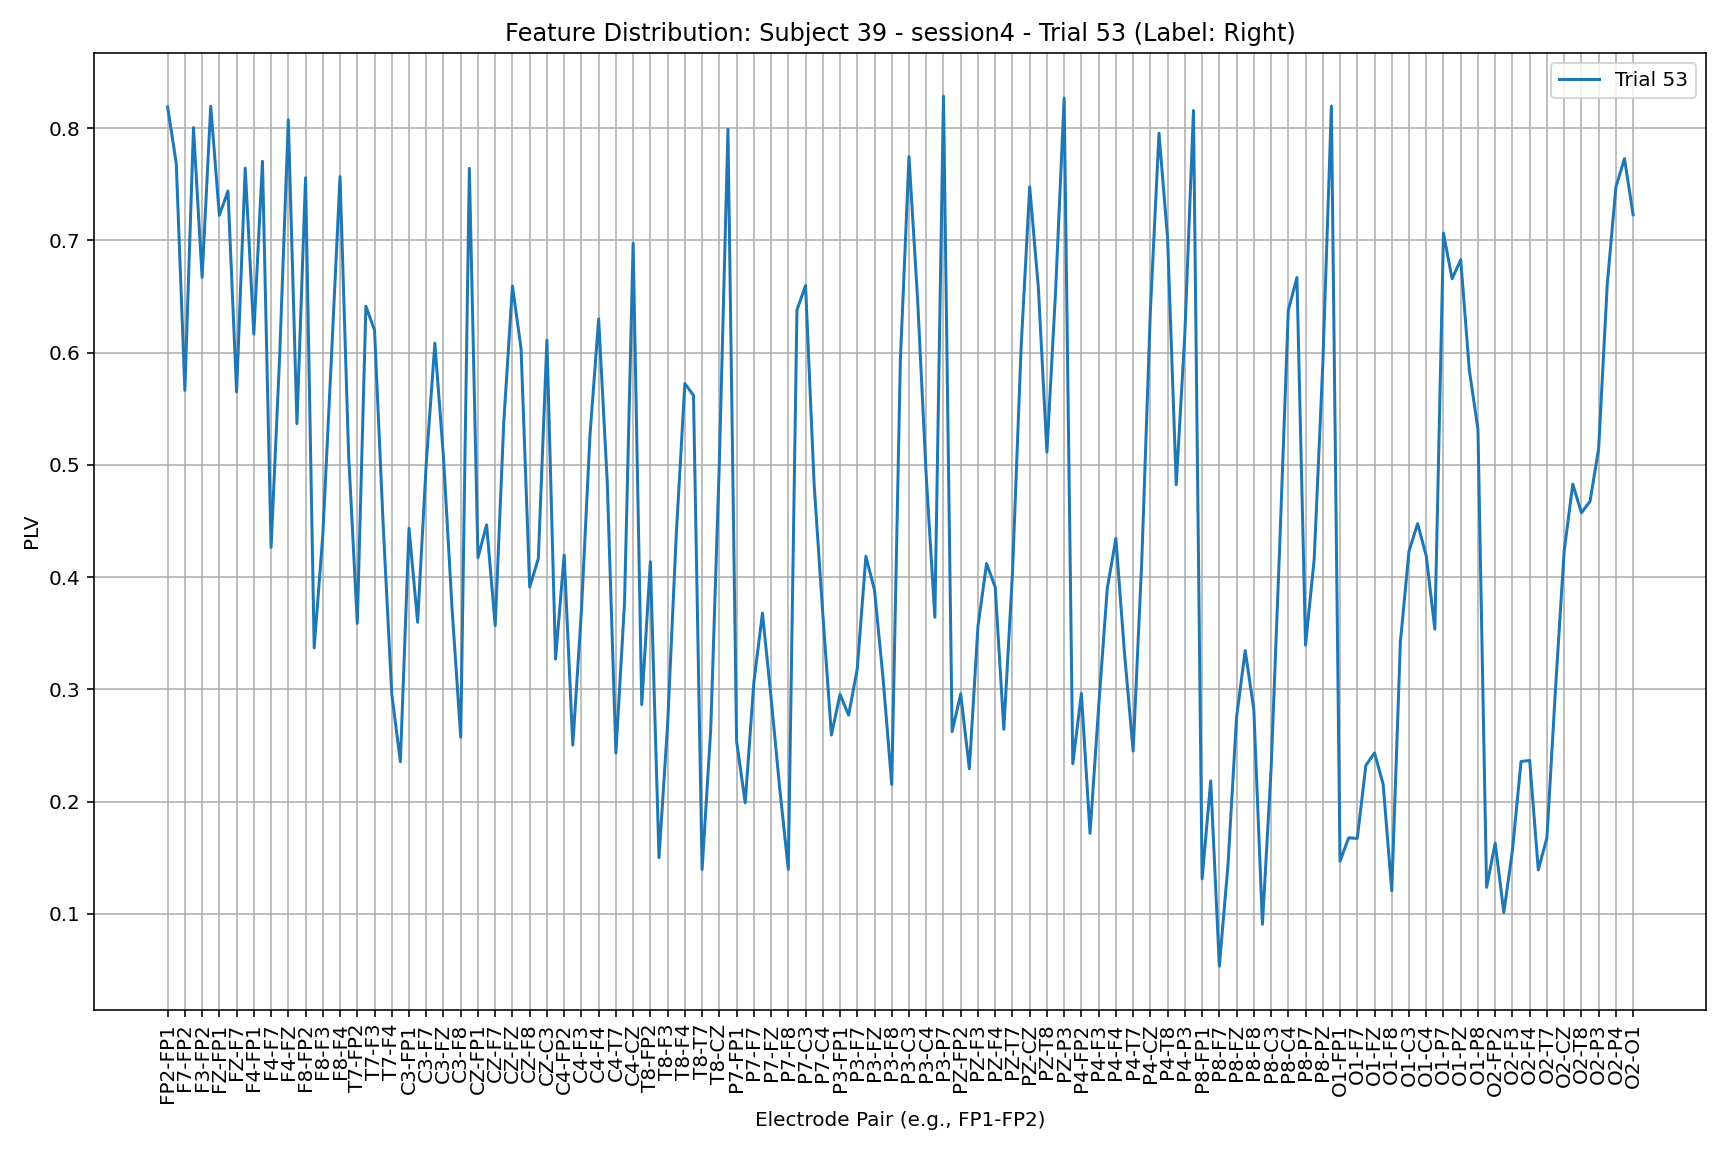 Feature Distribution: Subject 39 - session4 - Trial 53 (Label: Right)
Trial 53
PLV
0.8
0.7
0.6
0.5
0.4
0.3
0.2
0.1
FP2-FP1
F7-FP2
F3-FP2
FZ-FP1
FZ-F7
F4-FP1
F4-F7
F4-FZ
F8-FP2
F8-F3
F8-F4
T7-FP2
T7-F3
T7-F4
C3-FP1
C3-F7
C3-FZ
C3-F8
CZ-FP1
CZ-F7
CZ-FZ
CZ-F8
CZ-C3
C4-FP2
C4-F3
C4-F4
C4-T7
C4-CZ
T8-FP2
T8-F3
T8-F4
T8-T7
T8-CZ
P7-FP1
P7-F7
P7-FZ
P7-F8
P7-C3
P7-C4
P3-FP1
P3-F7
P3-FZ
P3-F8
P3-C3
P3-C4
P3-P7
PZ-FP2
PZ-F3
PZ-F4
PZ-T7
PZ-CZ
PZ-T8
PZ-P3
P4-FP2
P4-F3
P4-F4
P4-T7
P4-CZ
P4-T8
P4-P3
P8-FP1
P8-F7
P8-FZ
P8-F8
P8-C3
P8-C4
P8-P7
P8-PZ
O1-FP1
O1-F7
O1-FZ
O1-F8
O1-C3
O1-C4
O1-P7
O1-PZ
O1-P8
O2-FP2
O2-F3
O2-F4
O2-T7
O2-CZ
O2-T8
O2-P3
O2-P4
O2-O1
Electrode Pair (e.g., FP1-FP2)